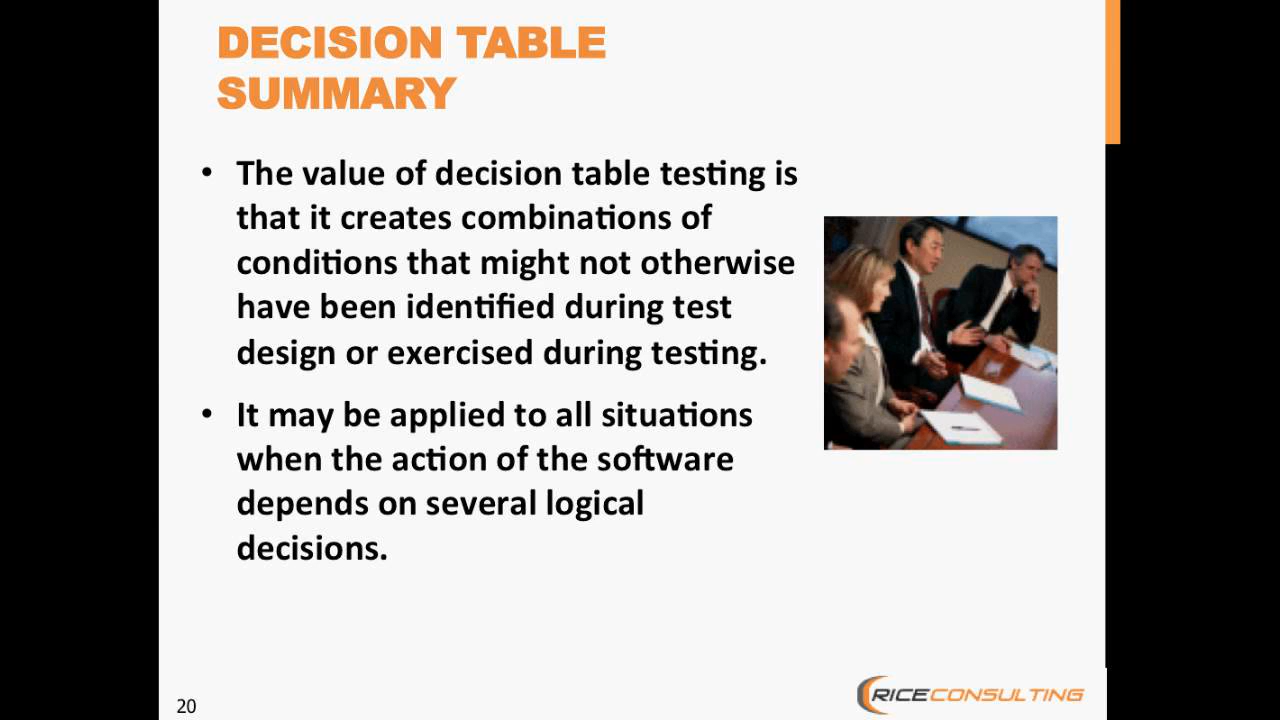 DECISION TABLE
SUMMARY
• The value of decision table testing is
that it creates combinations of
conditions that might not otherwise
have been identified during test
design or exercised during testing.
• It may be applied to all situations
when the action of the software
depends on several logical
decisions.
20
RICECONSULTING